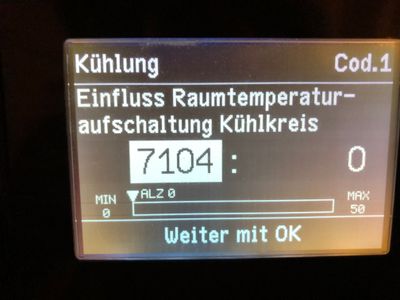 Kühlung Cod.1
Einfluss Raumtemperatur-
aufschaltung Kühlkreis
7104 : 0
ALZ 0
MIN MAX
0 50
Weiter mit OK